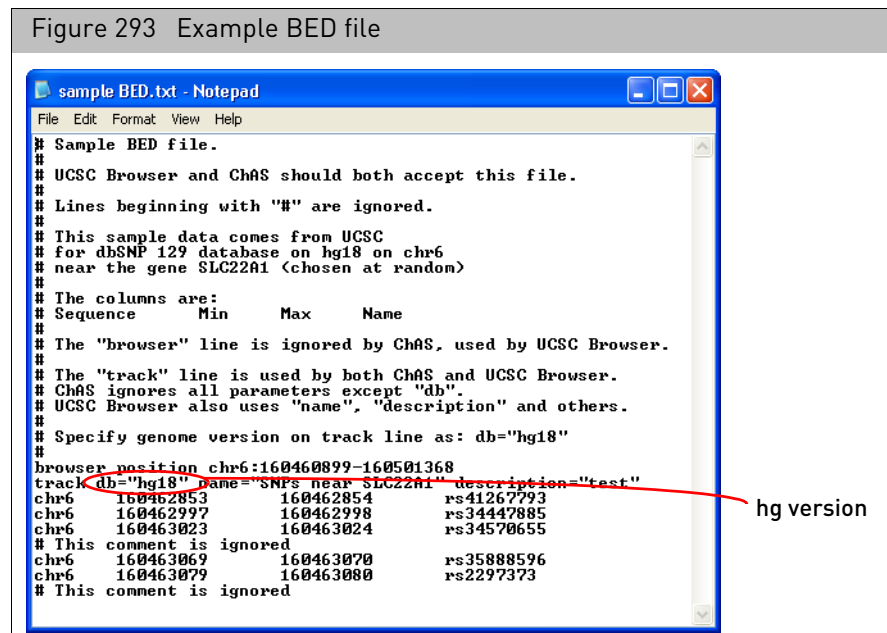 Figure 293 Example BED file
sample BED.txt - Notepad
File Edit Format View Help
# Sample BED file.
#
# UCSC Browser and ChAS should both accept this file.
#
# Lines beginning with "#" are ignored.
#
# This sample data comes from UCSC
# for dbSNP 129 database on hg18 on chr6
# near the gene SLC22A1 (chosen at random)
#
# The columns are:
# Sequence Min Max Name
#
# The "browser" line is ignored by ChAS, used by UCSC Browser.
#
# The "track" line is used by both ChAS and UCSC Browser.
# ChAS ignores all parameters except "db".
# UCSC Browser also uses "name", "description" and others.
#
# Specify genome version on track line as: db="hg18"
#
browser position chr6:160460899-160501368
track db="hg18" name="SNPs near SLC22A1" description="test"
chr6 160462853 160462854 rs41267793
chr6 160462997 160462998 rs34447885
chr6 160463023 160463024 rs34570655
# This comment is ignored
chr6 160463069 160463070 rs35888596
chr6 160463079 160463080 rs2297373
# This comment is ignored
hg version